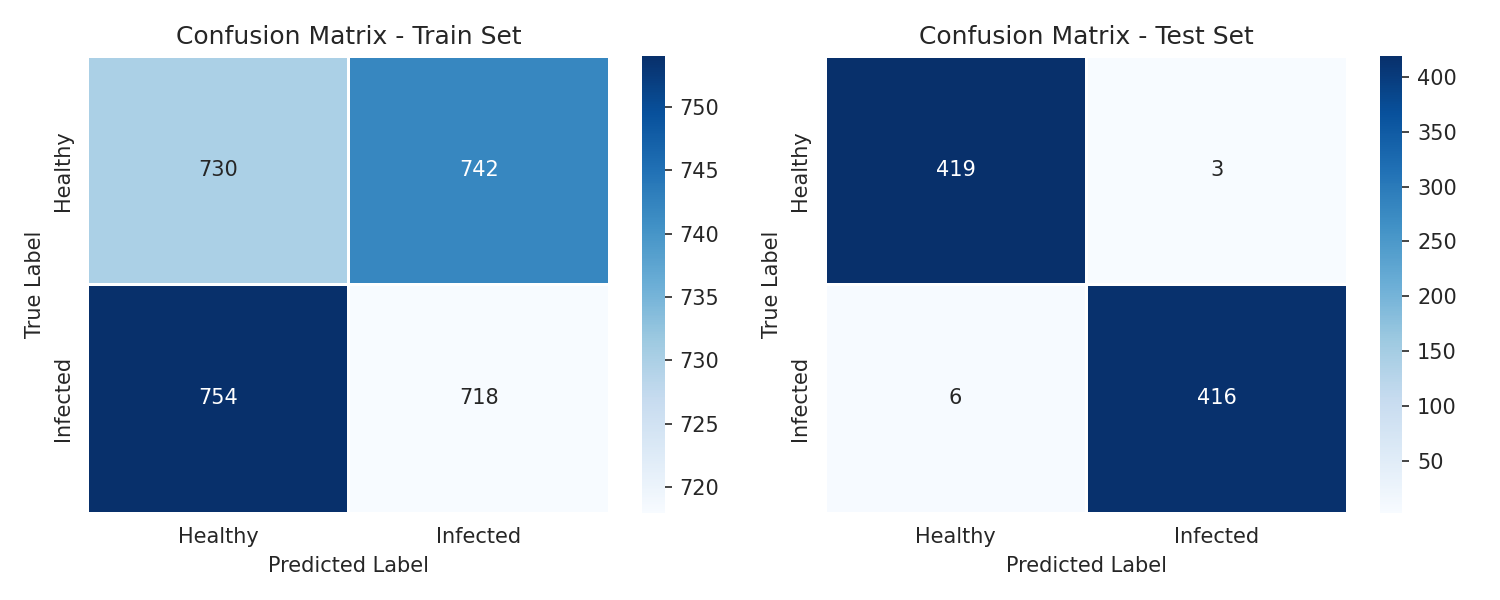 Confusion Matrix - Train Set
True Label
Healthy
Infected
730
742
754
718
Healthy
Infected
Predicted Label
750
745
740
735
730
725
720
Confusion Matrix - Test Set
True Label
Healthy
Infected
419
3
6
416
Healthy
Infected
Predicted Label
400
350
300
250
200
150
100
50